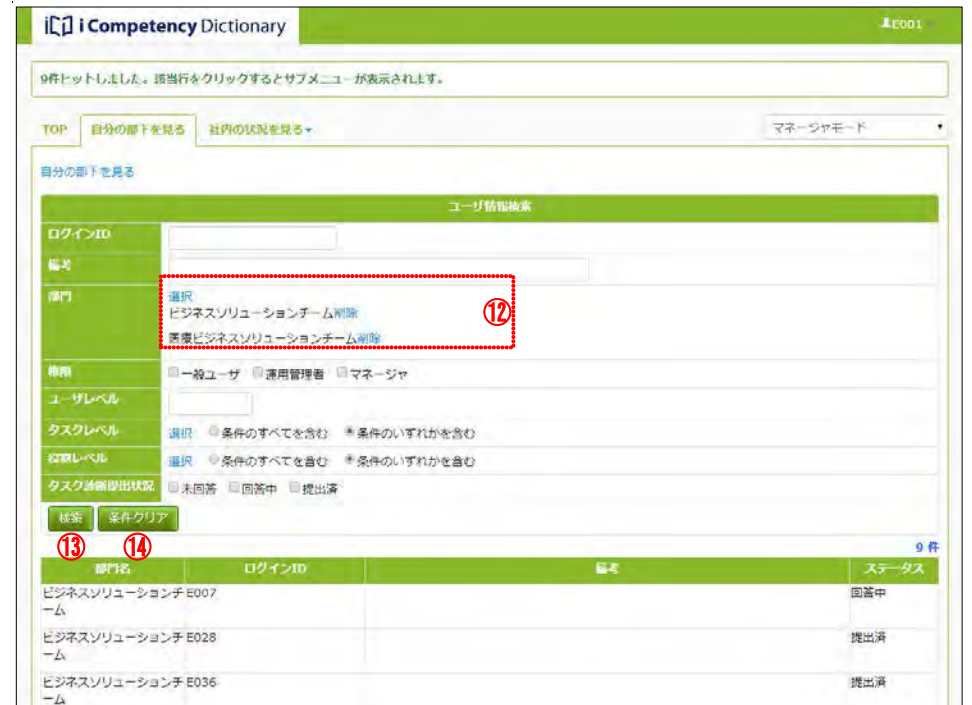 i Competency Dictionary
E001
9件ヒットしました。該当行をクリックするとサブメニューが表示されます。
TOP 自分の部下を見る 社内の状況を見る
マネージャモード
自分の部下を見る
ユーザ情報検索
ログインID
備考
部門 選択
ビジネスソリューションチーム削除
⑫
医療ビジネスソリューションチーム削除
権限 一般ユーザ 運用管理者 マネージャ
ユーザレベル
タスクレベル 選択 条件のすべてを含む 条件のいずれかを含む
役割レベル 選択 条件のすべてを含む 条件のいずれかを含む
タスク診断提出状況 未回答 回答中 提出済
検索 条件クリア
⑬ ⑭
9 件
部門名 ログインID 備考 ステータス
ビジネスソリューションチ E007 回答中
ーム
ビジネスソリューションチ E028 提出済
ーム
ビジネスソリューションチ E036 提出済
ーム